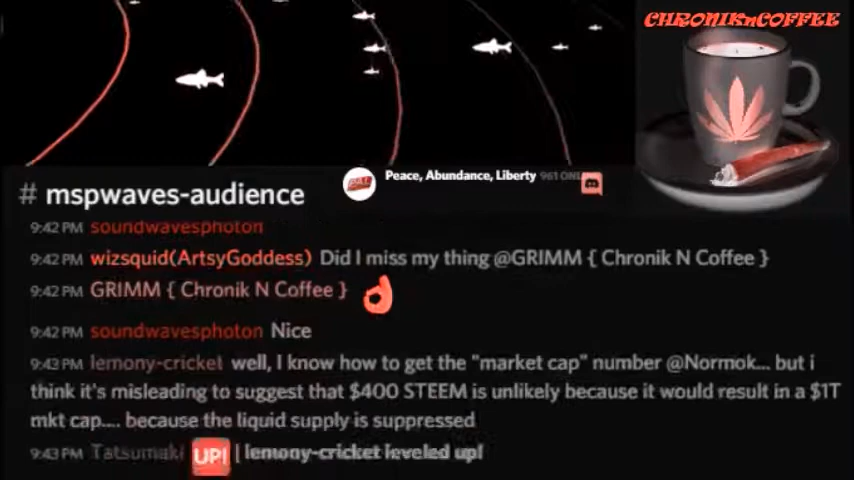 CHRONIKnCOFFEE
Peace, Abundance, Liberty 961 ONL
# mspwaves-audience
9:42 PM soundwavesphoton
9:42 PM wizsquid(ArtsyGoddess) Did I miss my thing @GRIMM { Chronik N Coffee }
9:42 PM GRIMM { Chronik N Coffee }
9:42 PM soundwavesphoton Nice
9:43 PM lemony-cricket well, I know how to get the "market cap" number @Normok... but i
think it's misleading to suggest that $400 STEEM is unlikely because it would result in a $1T
mkt cap.... because the liquid supply is suppressed
9:43 PM Tatsumaki UP! | lemony-cricket leveled up!